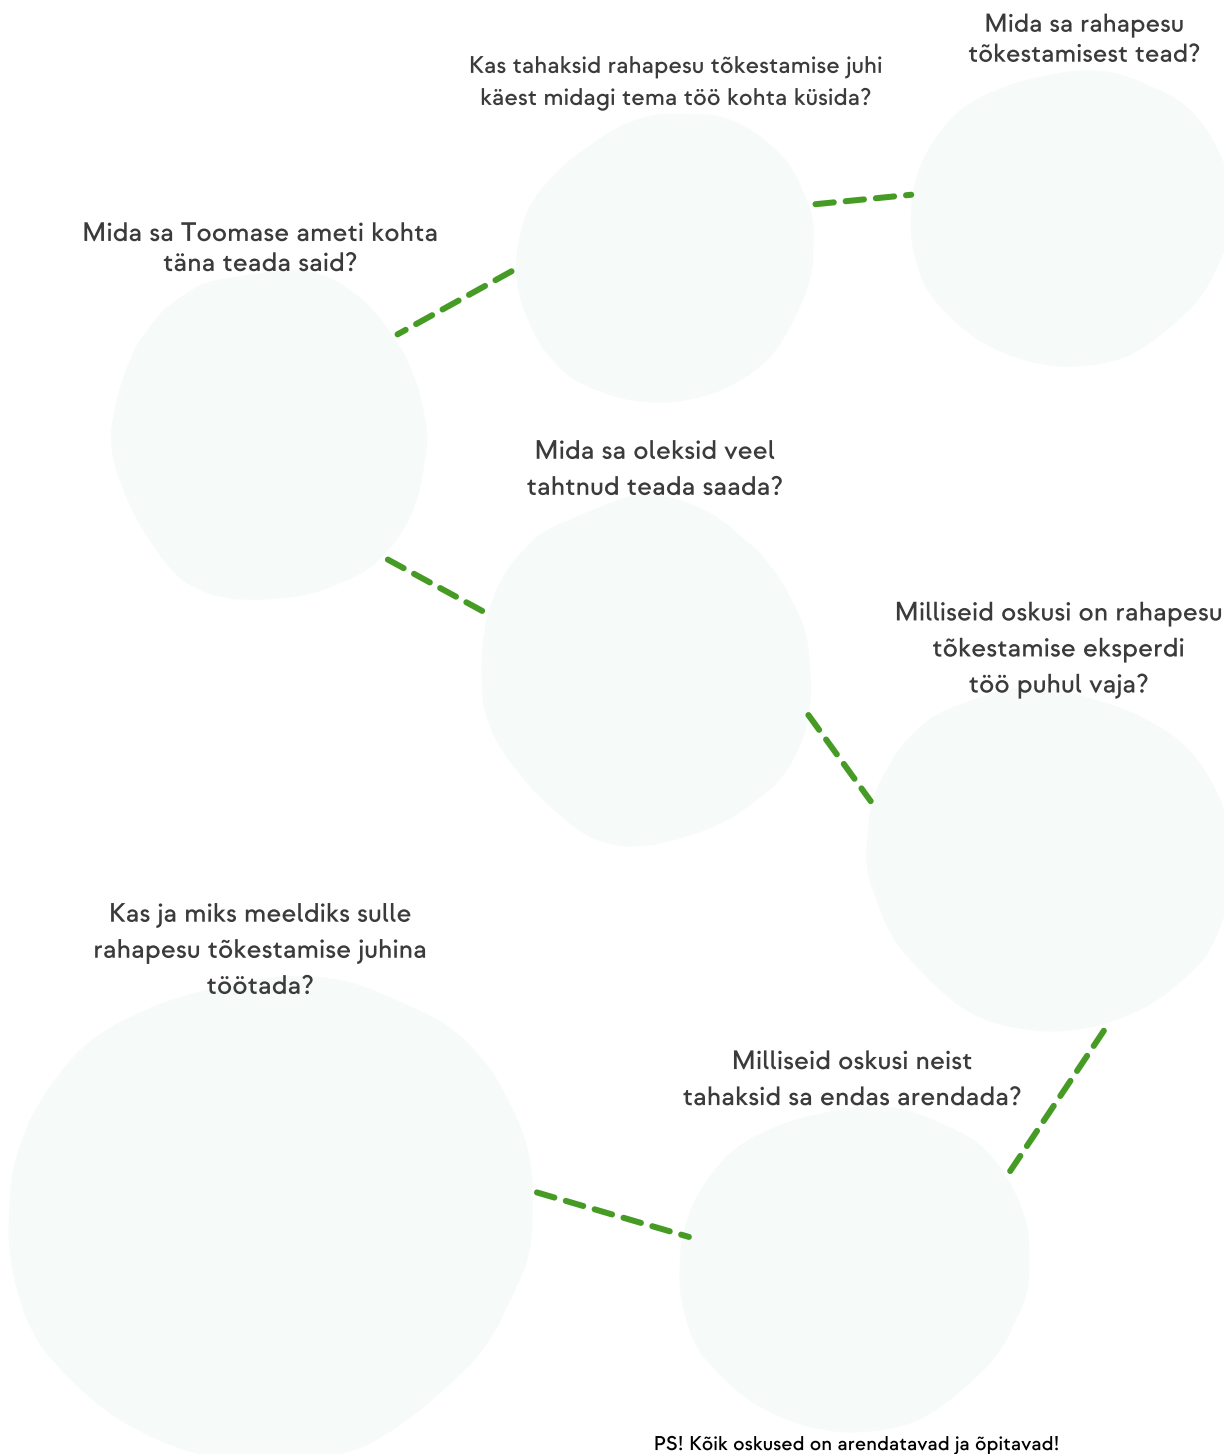 Mida sa rahapesu
tõkestamisest tead?
Kas tahaksid rahapesu tõkestamise juhi
käest midagi tema töö kohta küsida?
Mida sa Toomase ameti kohta
täna teada said?
Mida sa oleksid veel
tahtnud teada saada?
Milliseid oskusi on rahapesu
tõkestamise eksperdi
töö puhul vaja?
Milliseid oskusi neist
tahaksid sa endas arendada?
Kas ja miks meeldiks sulle
rahapesu tõkestamise juhina
töötada?
PS! Kõik oskused on arendatavad ja õpitavad!